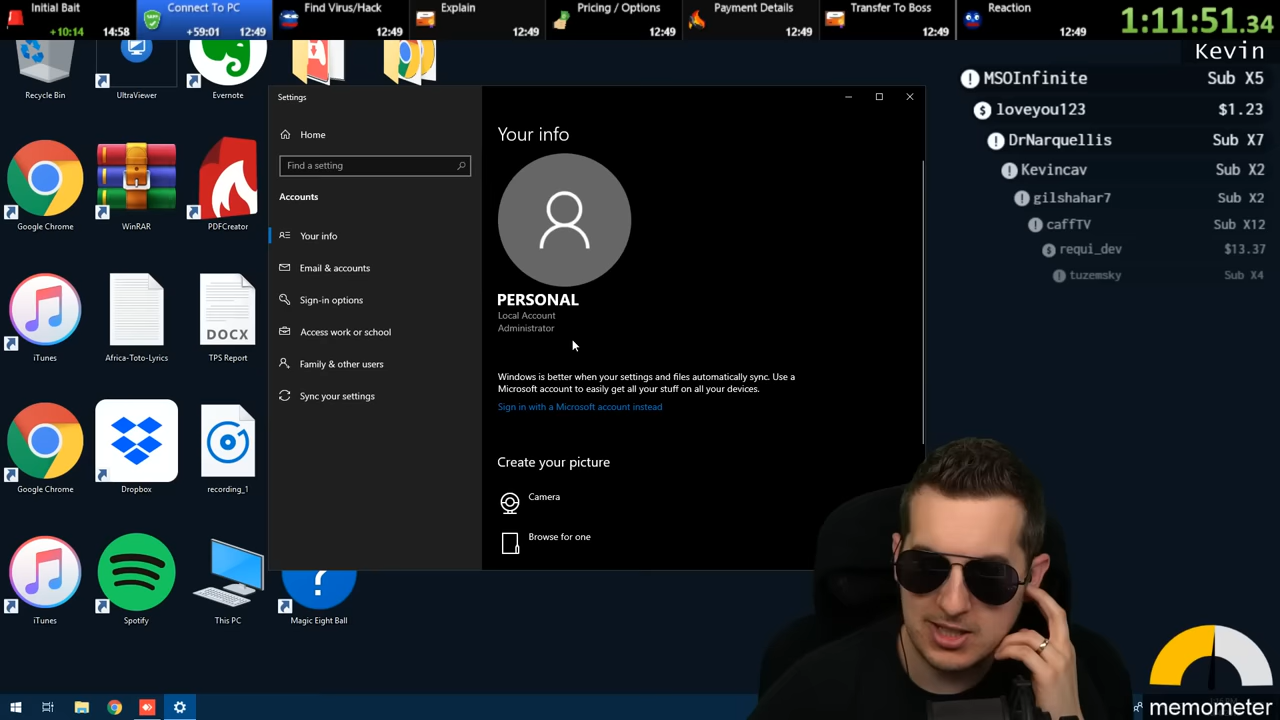 Initial Bait
+10:14 14:58
Connect To PC
+59:01 12:49
Find Virus/Hack
12:49
Explain
12:49
Pricing / Options
12:49
Payment Details
12:49
Transfer To Boss
12:49
Reaction
12:49
1:11:51.34
Kevin
MSOInfinite Sub X5
loveyou123 $1.23
DrNarquellis Sub X7
Kevincav Sub X2
gilshahar7 Sub X2
caffTV Sub X12
requi_dev $13.37
tuzemsky Sub X4
Recycle Bin
UltraViewer
Evernote
Google Chrome
WinRAR
PDFCreator
iTunes
Africa-Toto-Lyrics
DOCX
TPS Report
Google Chrome
Dropbox
recording_1
iTunes
Spotify
This PC
?
Magic Eight Ball
Settings
Home
Find a setting
Accounts
Your info
Email & accounts
Sign-in options
Access work or school
Family & other users
Sync your settings
Your info
PERSONAL
Local Account
Administrator
Windows is better when your settings and files automatically sync. Use a
Microsoft account to easily get all your stuff on all your devices.
Sign in with a Microsoft account instead
Create your picture
Camera
Browse for one
memometer